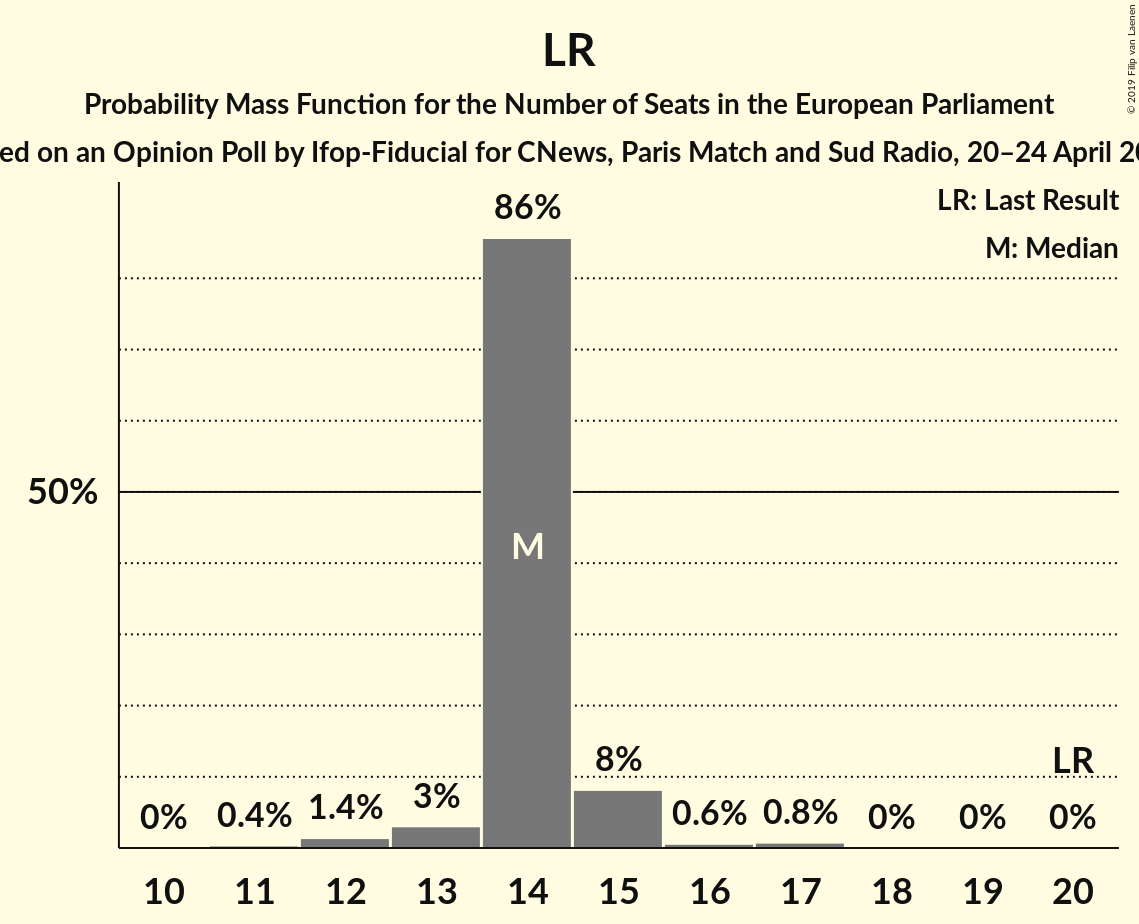 LR
Probability Mass Function for the Number of Seats in the European Parliament
ed on an Opinion Poll by Ifop-Fiducial for CNews, Paris Match and Sud Radio, 20–24 April 20
© 2019 Filip van Laenen
LR: Last Result
M: Median
86%
50%
M
8%
LR
0% 0.4% 1.4% 3% 0.6% 0.8% 0% 0% 0%
10 11 12 13 14 15 16 17 18 19 20